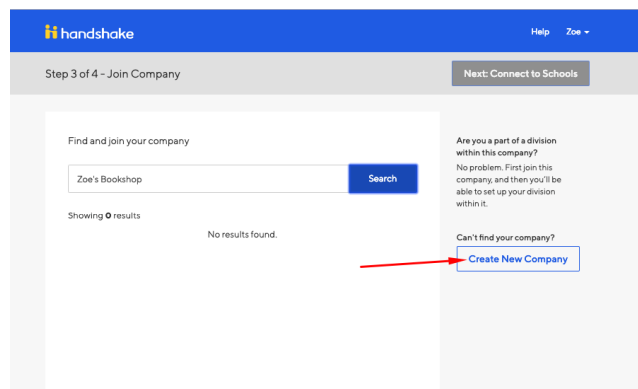 handshake
Help Zoe
Step 3 of 4 - Join Company
Next: Connect to Schools
Find and join your company
Zoe's Bookshop
Search
Showing 0 results
No results found.
Are you a part of a division
within this company?
No problem. First join this
company, and then you'll be
able to set up your division
within it.
Can't find your company?
Create New Company